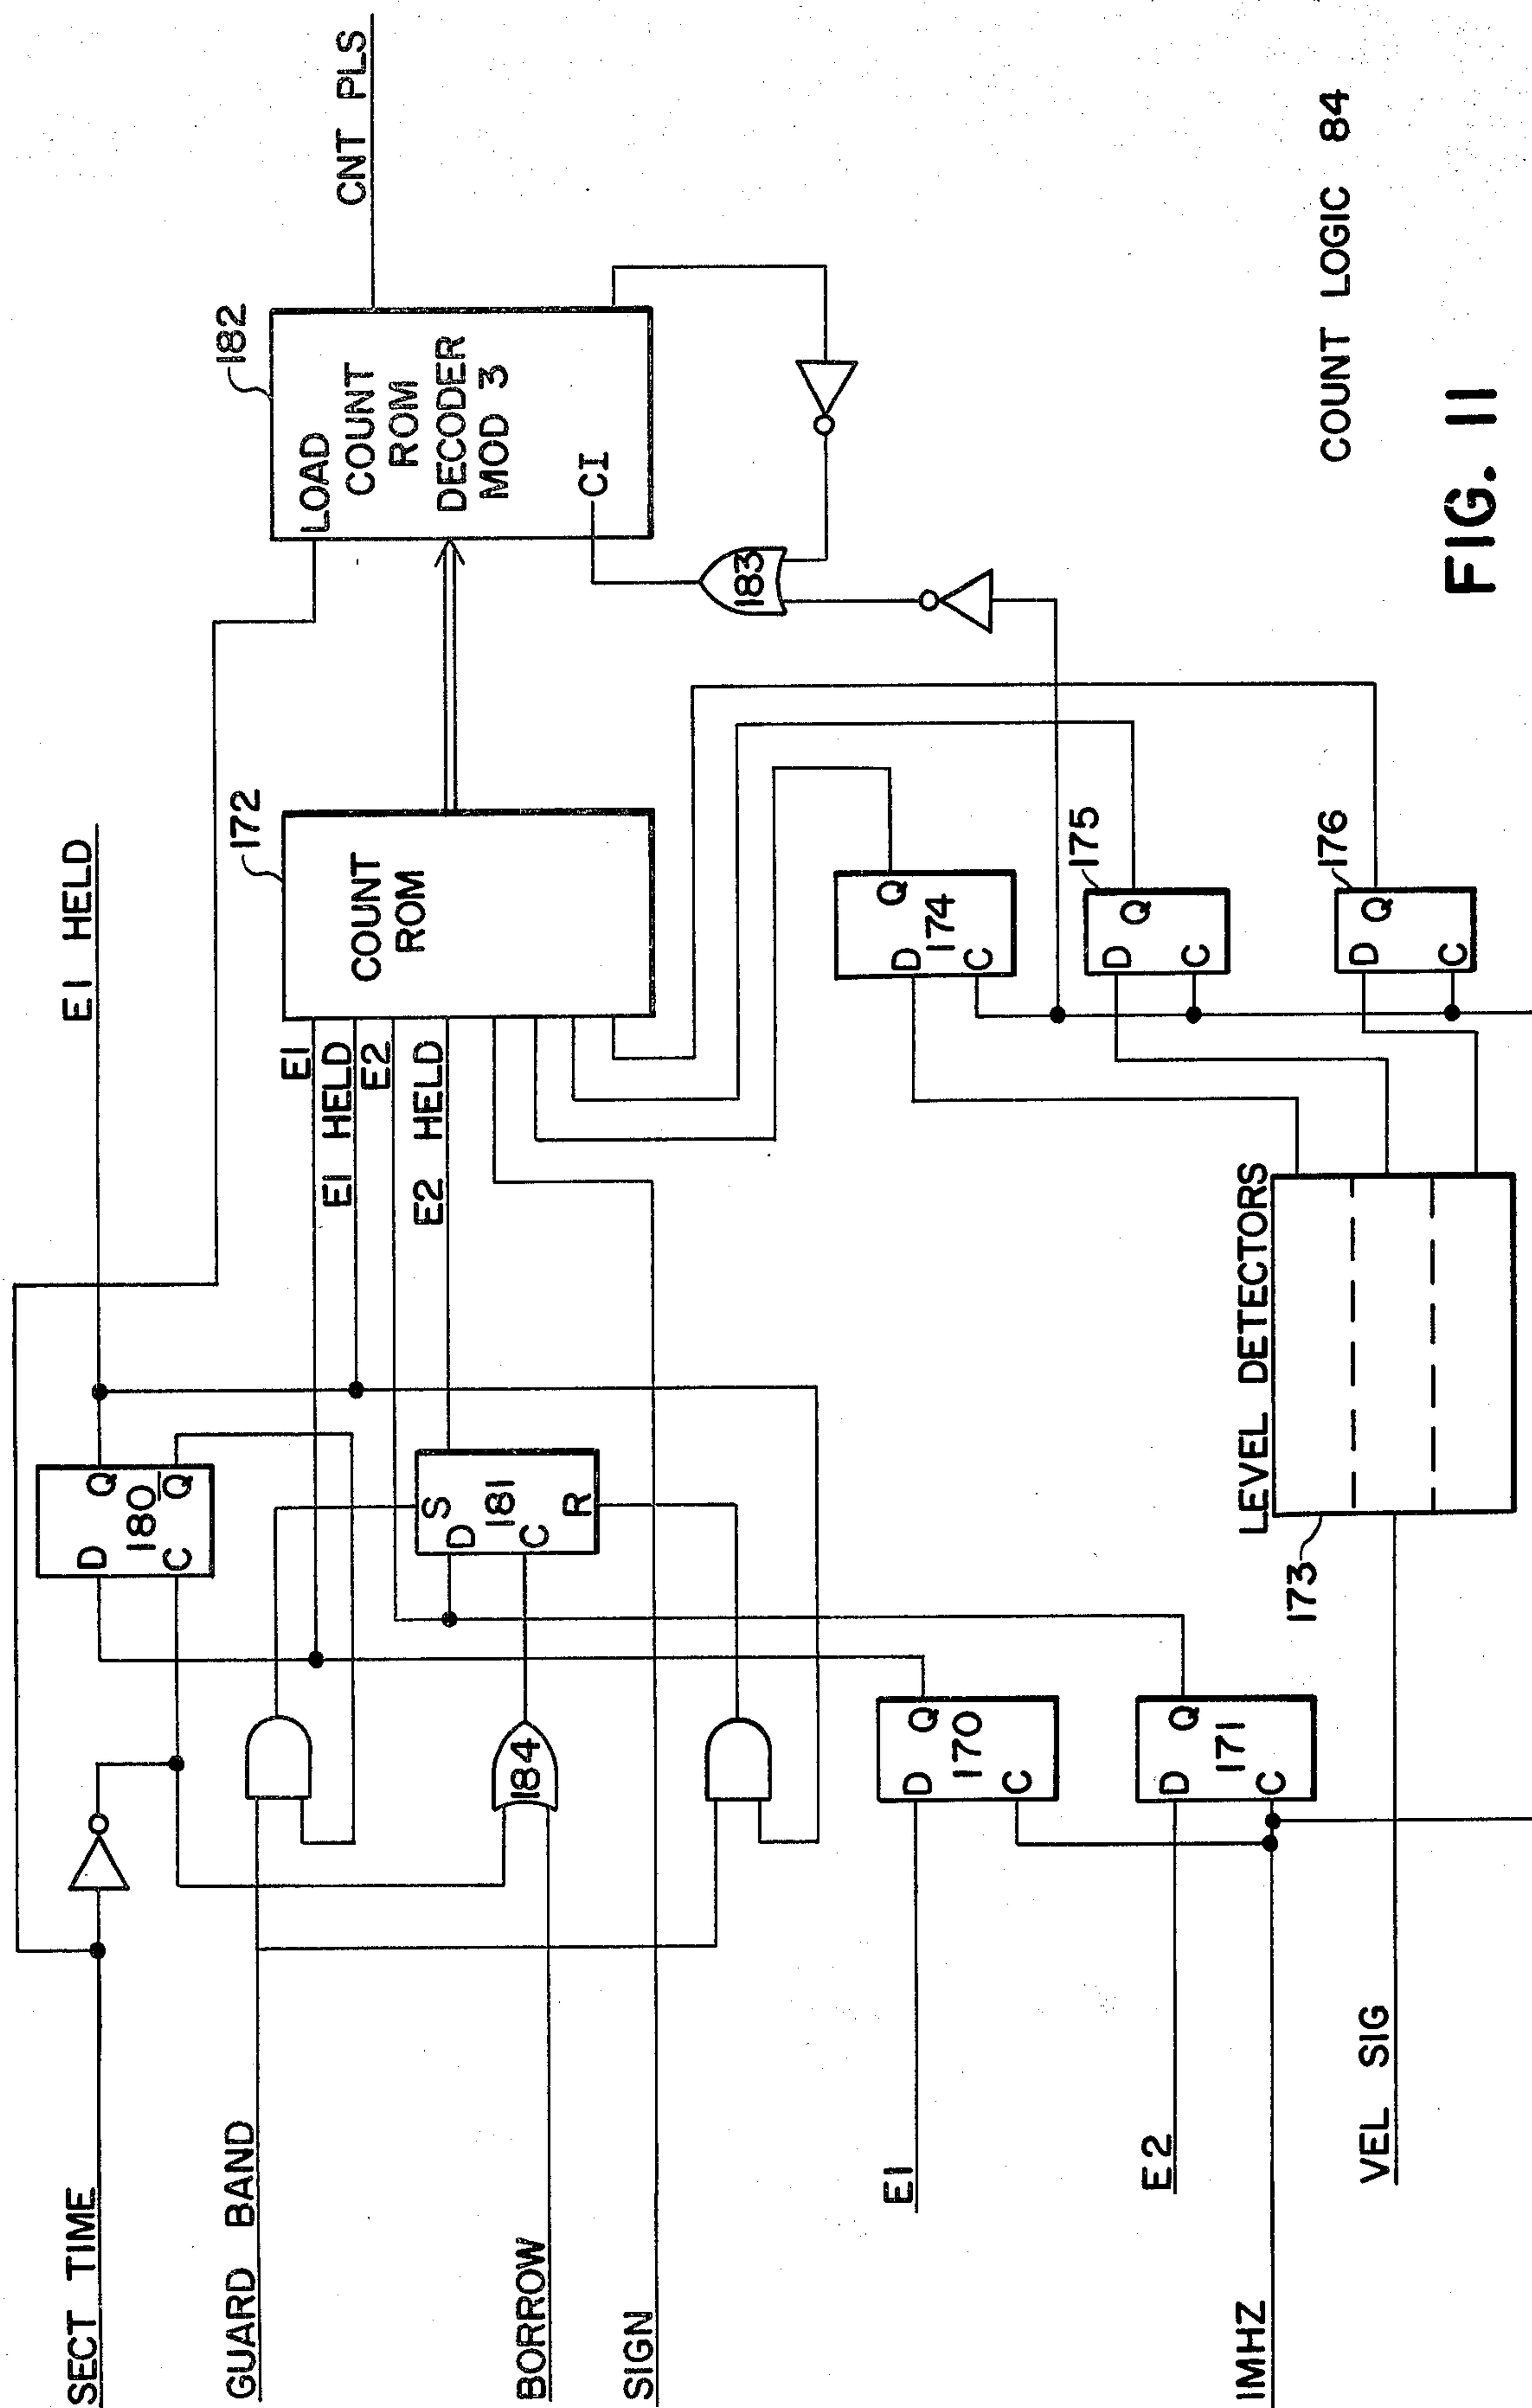 SECT TIME
GUARD BAND
BORROW
SIGN
E1
E2
1MHZ
VEL SIG
D Q
180
C Q
S
D
181
C
R
184
D Q
170
C
D Q
171
C
E1 HELD
E1
E1 HELD
E2
E2 HELD
172
COUNT
ROM
182
LOAD
COUNT
ROM
DECODER
MOD 3
CI
CNT PLS
183
D Q
174
C
175
D Q
C
176
D Q
C
LEVEL DETECTORS
173
COUNT LOGIC 84
FIG. 11